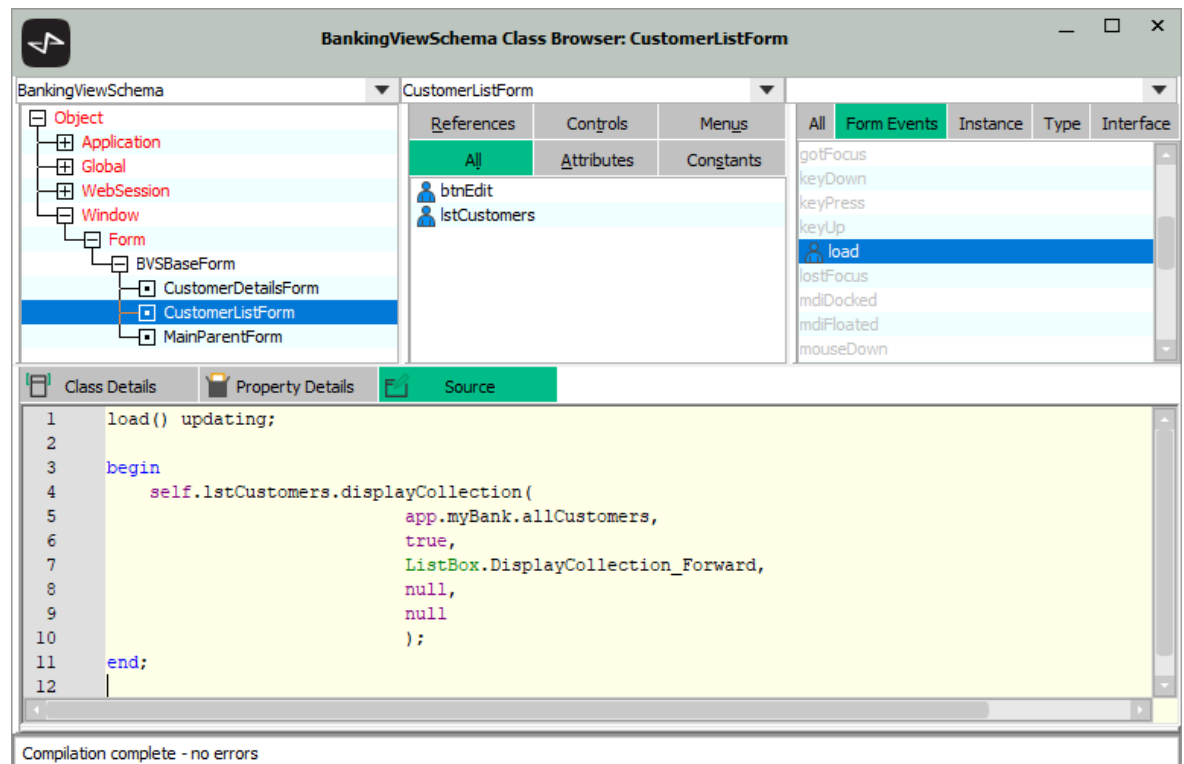 BankingViewSchema Class Browser: CustomerListForm
BankingViewSchema
CustomerListForm
Object
Application
Global
WebSession
Window
Form
BVSBaseForm
CustomerDetailsForm
CustomerListForm
MainParentForm
References Controls Menus
All Attributes Constants
btnEdit
lstCustomers
All Form Events Instance Type Interface
gotFocus
keyDown
keyPress
keyUp
load
lostFocus
mdiDocked
mdiFloated
mouseDown
Class Details Property Details Source
1 load() updating;
2
3 begin
4 self.lstCustomers.displayCollection(
5 app.myBank.allCustomers,
6 true,
7 ListBox.DisplayCollection_Forward,
8 null,
9 null
10 );
11 end;
12
Compilation complete - no errors